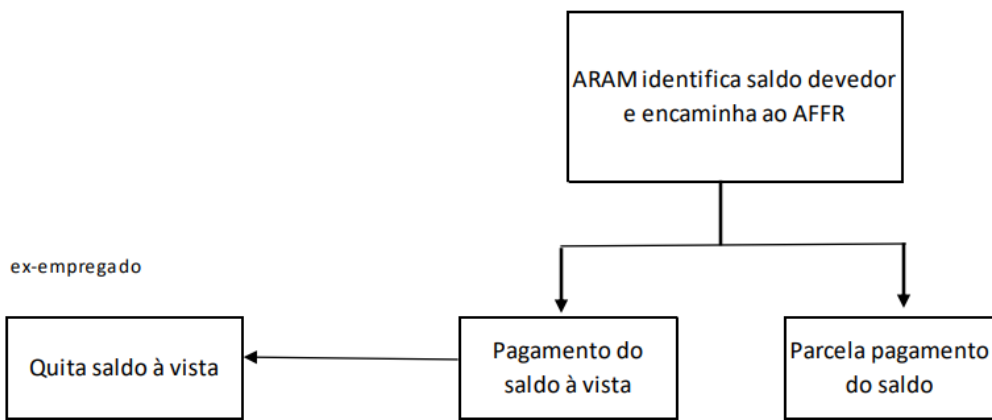 ARAM identifica saldo devedor
e encaminha ao AFFR
ex-empregado
Quita saldo à vista
Pagamento do
saldo à vista
Parcela pagamento
do saldo